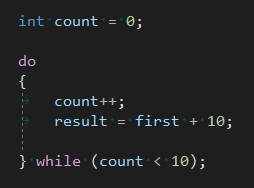 int count = 0;
do
{
count++;
result = first + 10;
} while (count < 10);